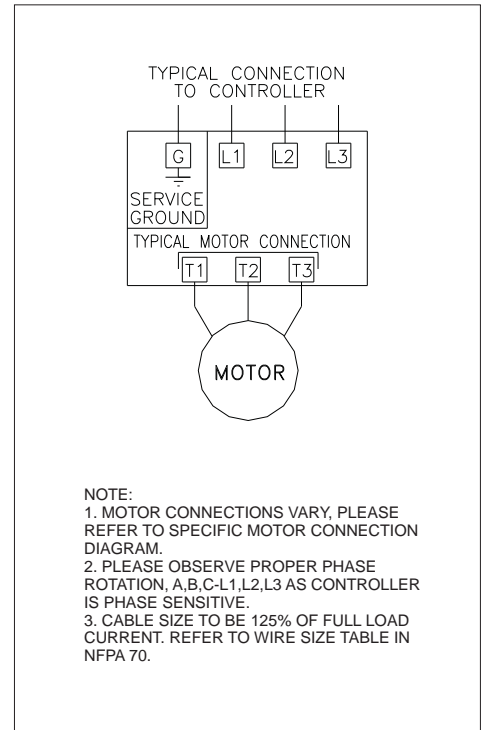 TYPICAL CONNECTION
TO CONTROLLER
G
L1
L2
L3
SERVICE
GROUND
TYPICAL MOTOR CONNECTION
T1
T2
T3
MOTOR
NOTE:
1. MOTOR CONNECTIONS VARY, PLEASE
REFER TO SPECIFIC MOTOR CONNECTION
DIAGRAM.
2. PLEASE OBSERVE PROPER PHASE
ROTATION, A,B,C-L1,L2,L3 AS CONTROLLER
IS PHASE SENSITIVE.
3. CABLE SIZE TO BE 125% OF FULL LOAD
CURRENT. REFER TO WIRE SIZE TABLE IN
NFPA 70.